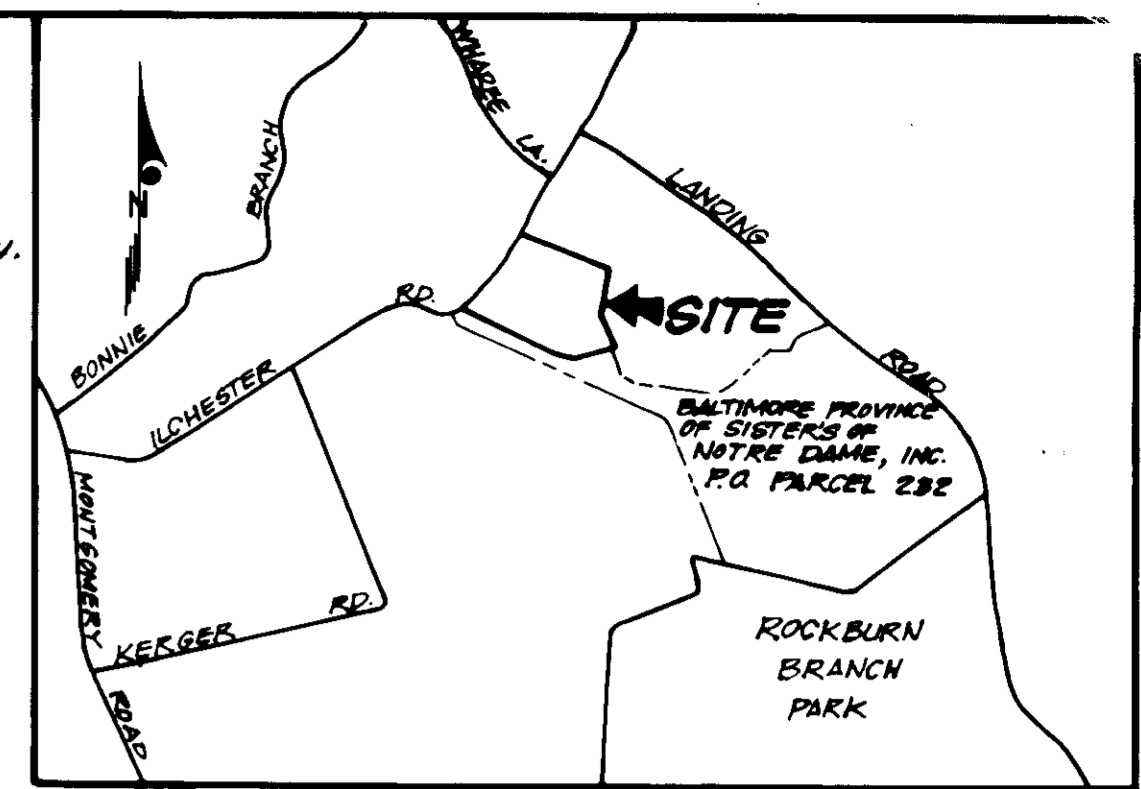 WHARFF LA.
BRANCH
LANDING
N
RD.
SITE
BONNIE
ILCHESTER
ROAD
BALTIMORE PROVINCE
OF SISTER'S OF
NOTRE DAME, INC.
P.O. PARCEL 232
MONTGOMERY
RD.
KERGER
ROCKBURN
BRANCH
PARK
ROAD